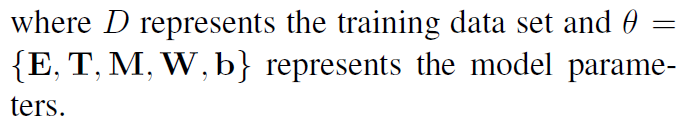 where D represents the training data set and θ =
{E, T, M, W, b} represents the model parame-
ters.